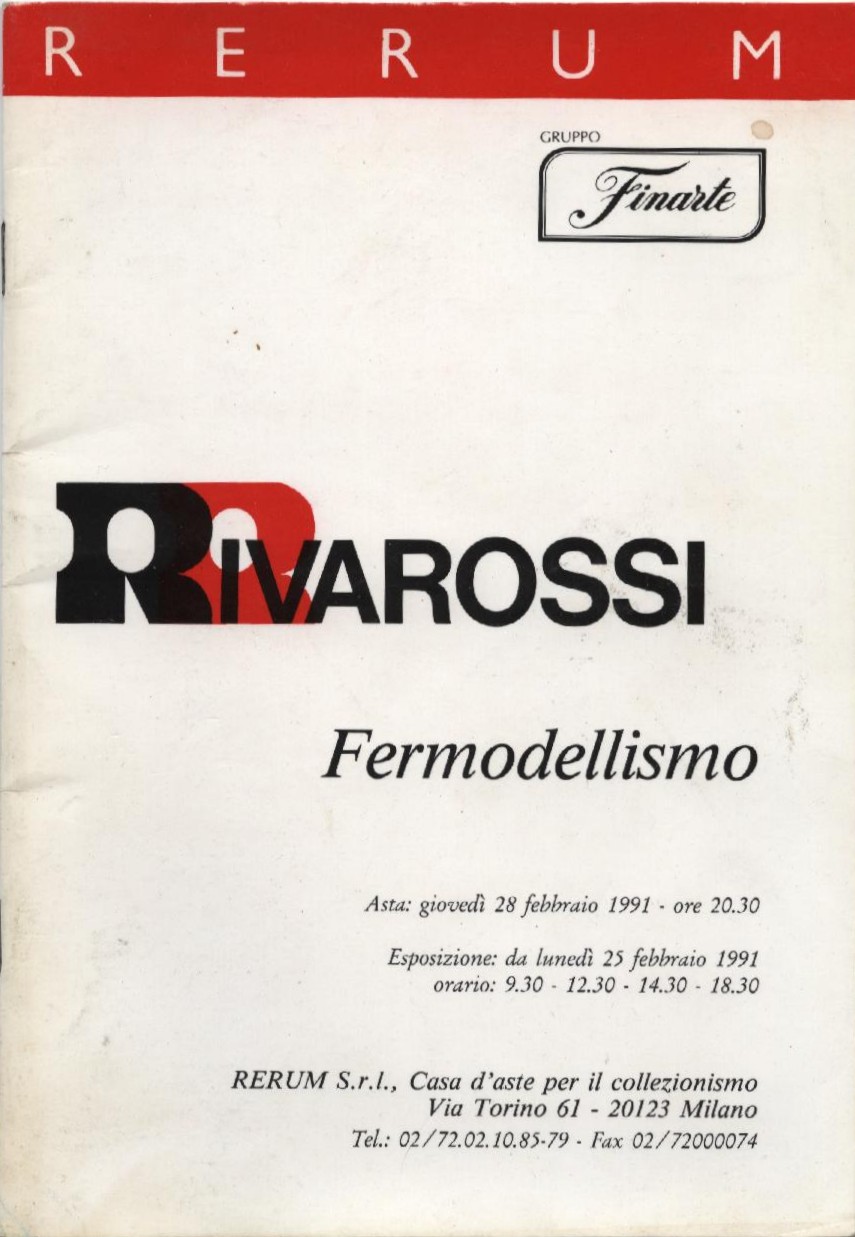 RERUM
GRUPPO
Finarte
RIVAROSSI
Fermodellismo
Asta: giovedì 28 febbraio 1991 - ore 20.30
Esposizione: da lunedì 25 febbraio 1991
orario: 9.30 - 12.30 - 14.30 - 18.30
RERUM S.r.l., Casa d'aste per il collezionismo
Via Torino 61 - 20123 Milano
Tel.: 02/72.02.10.85-79 - Fax 02/72000074